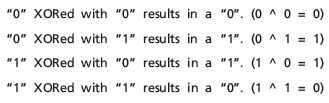 “0” XORed with “0” results in a “0”. (0 ^ 0 = 0)
“0” XORed with “1” results in a “1”. (0 ^ 1 = 1)
“1” XORed with “0” results in a “1”. (1 ^ 0 = 1)
“1” XORed with “1” results in a “0”. (1 ^ 1 = 0)